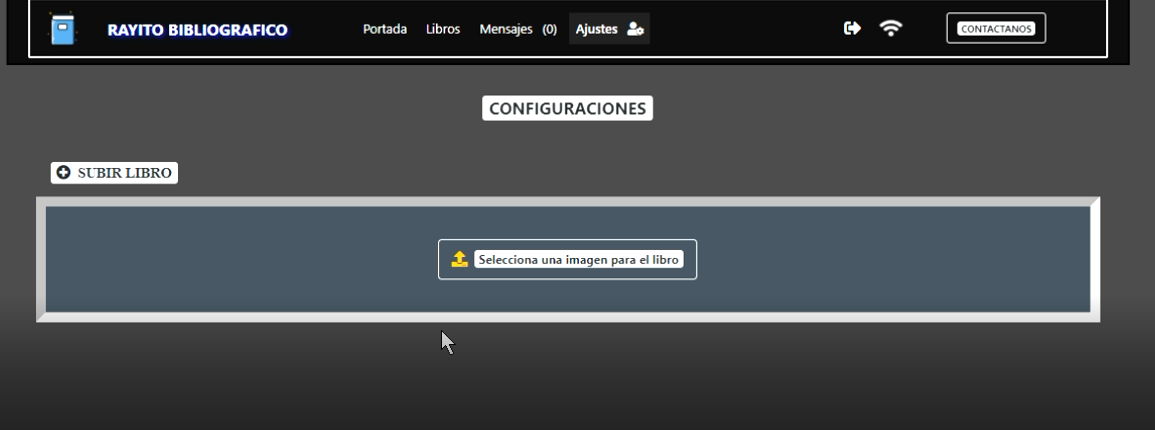 RAYITO BIBLIOGRAFICO Portada Libros Mensajes (0) Ajustes CONTACTANOS
CONFIGURACIONES
SUBIR LIBRO
Selecciona una imagen para el libro